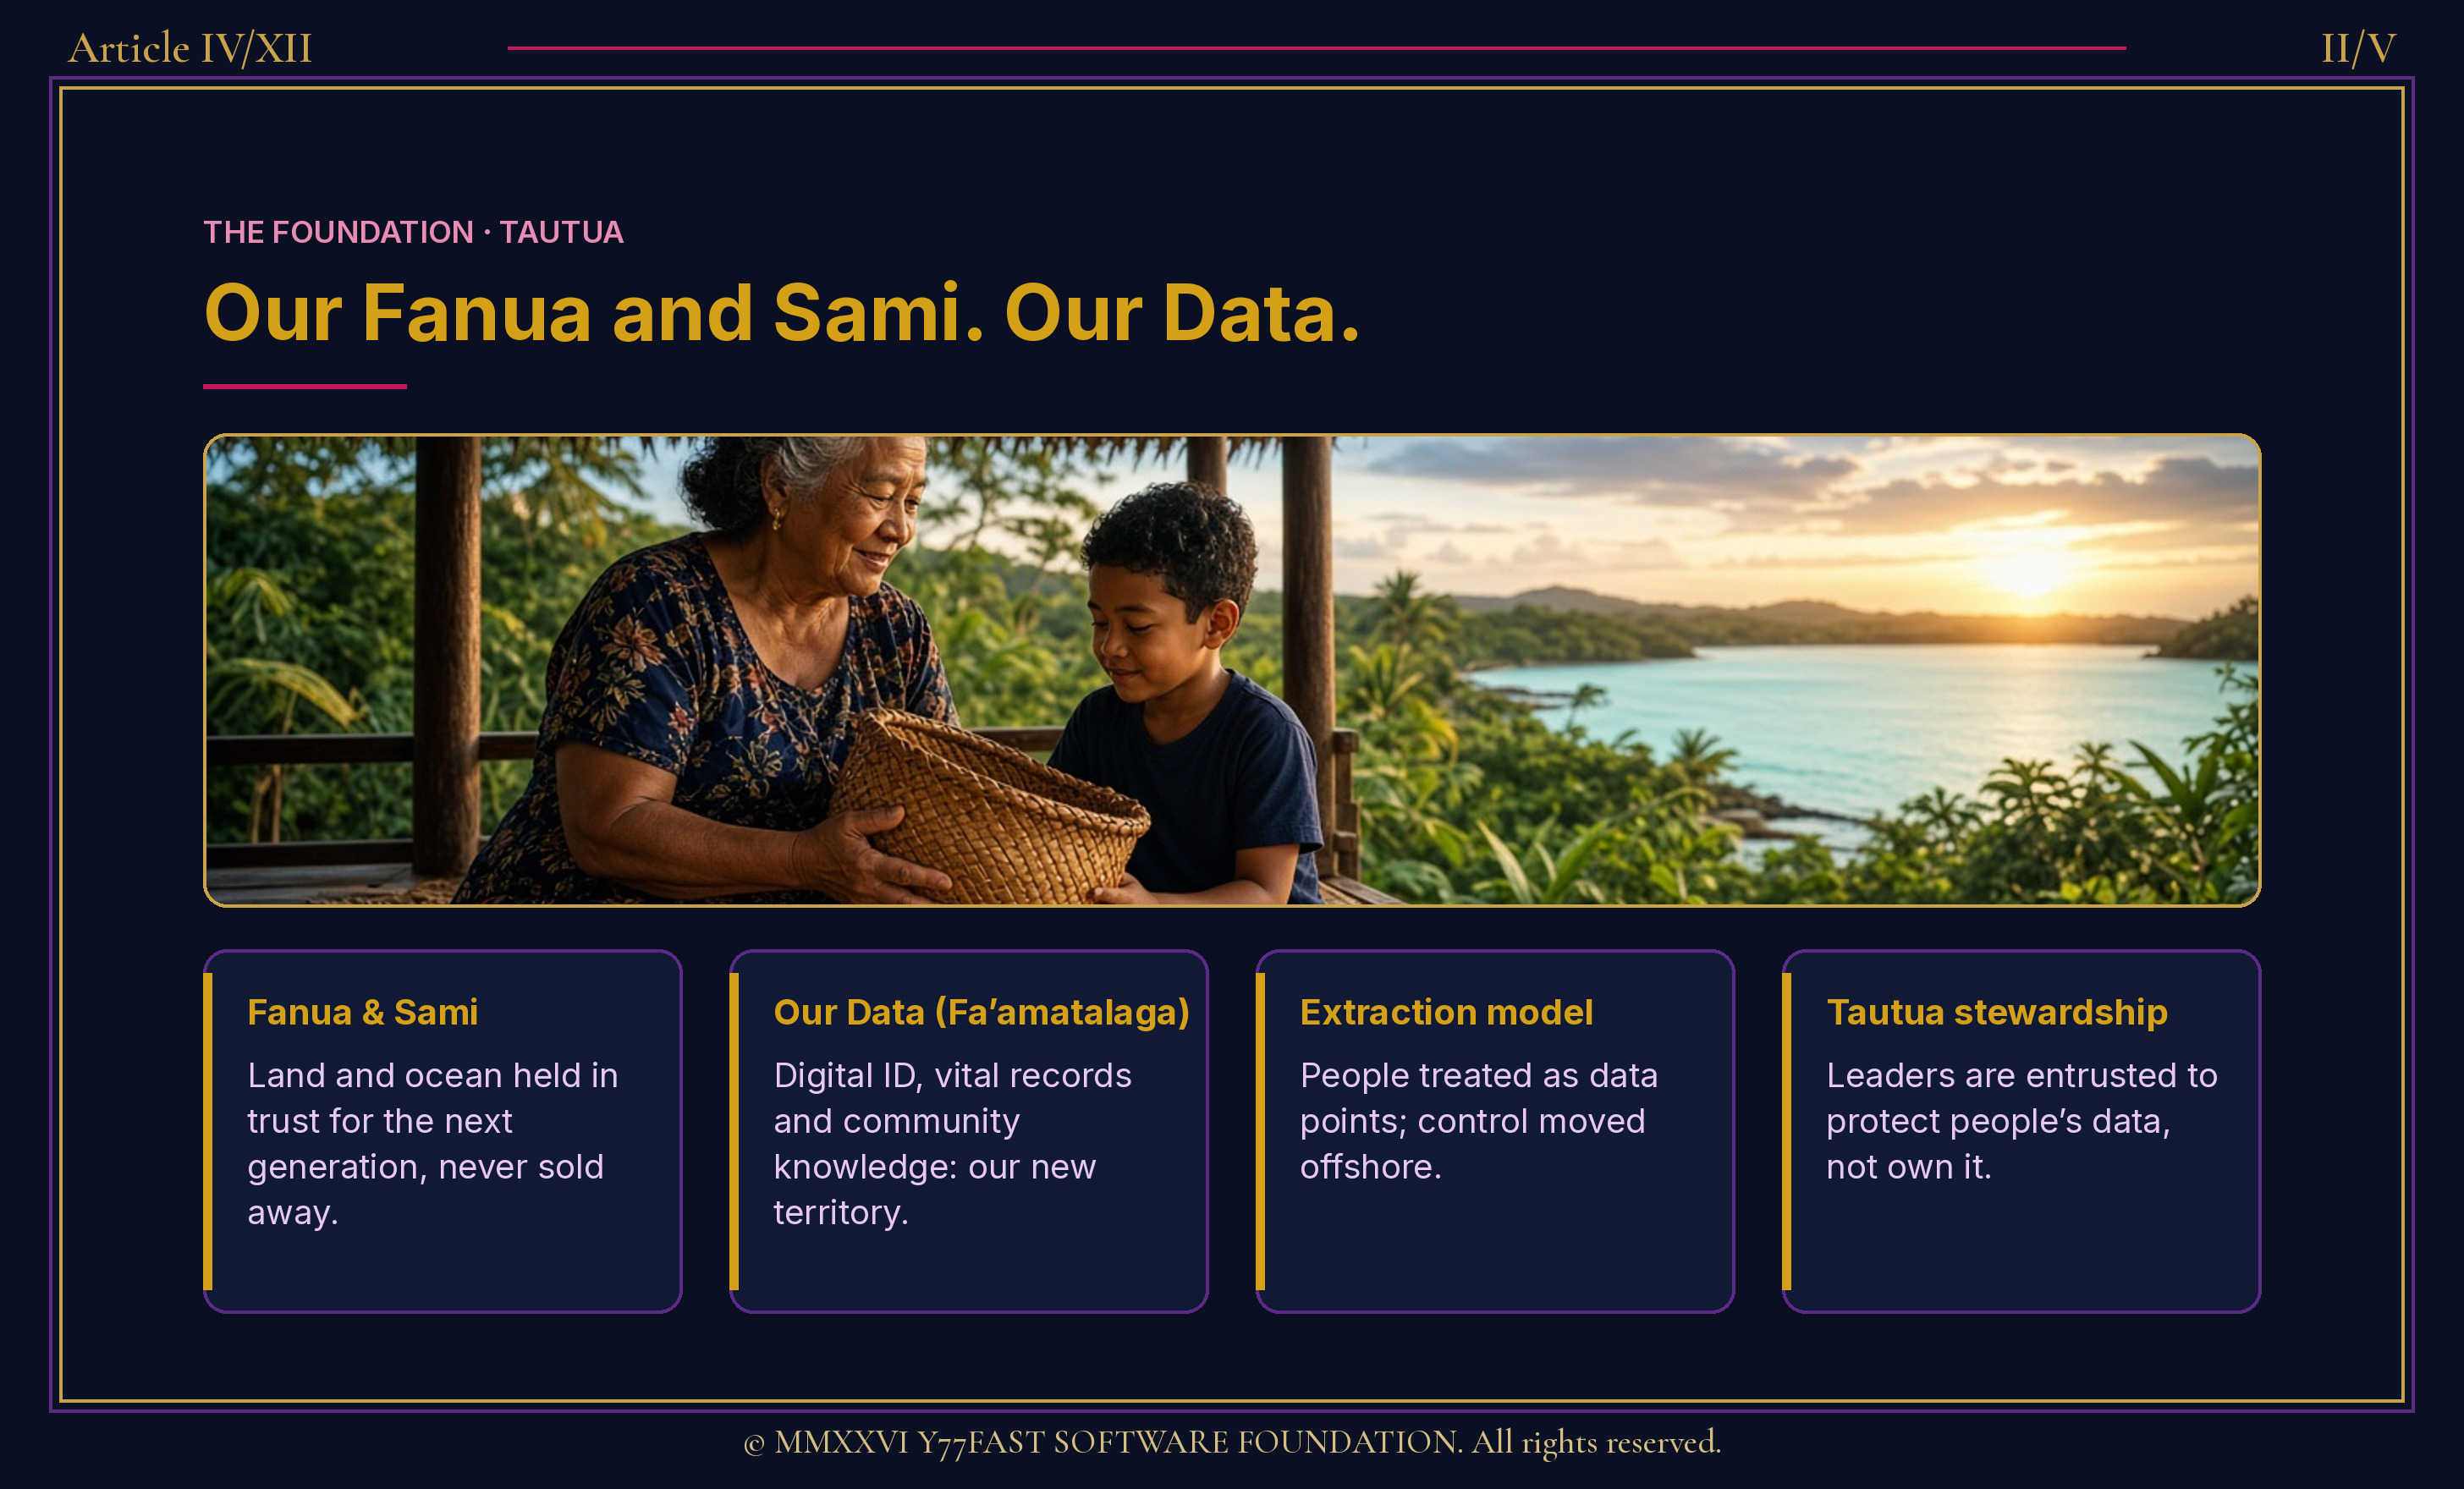 Article IV/XII
II/V
THE FOUNDATION · TAUTUA
Our Fanua and Sami. Our Data.
Fanua & Sami
Land and ocean held in
trust for the next
generation, never sold
away.
Our Data (Fa’amatalaga)
Digital ID, vital records
and community
knowledge: our new
territory.
Extraction model
People treated as data
points; control moved
offshore.
Tautua stewardship
Leaders are entrusted to
protect people’s data,
not own it.
© MMXXVI Y77FAST SOFTWARE FOUNDATION. All rights reserved.